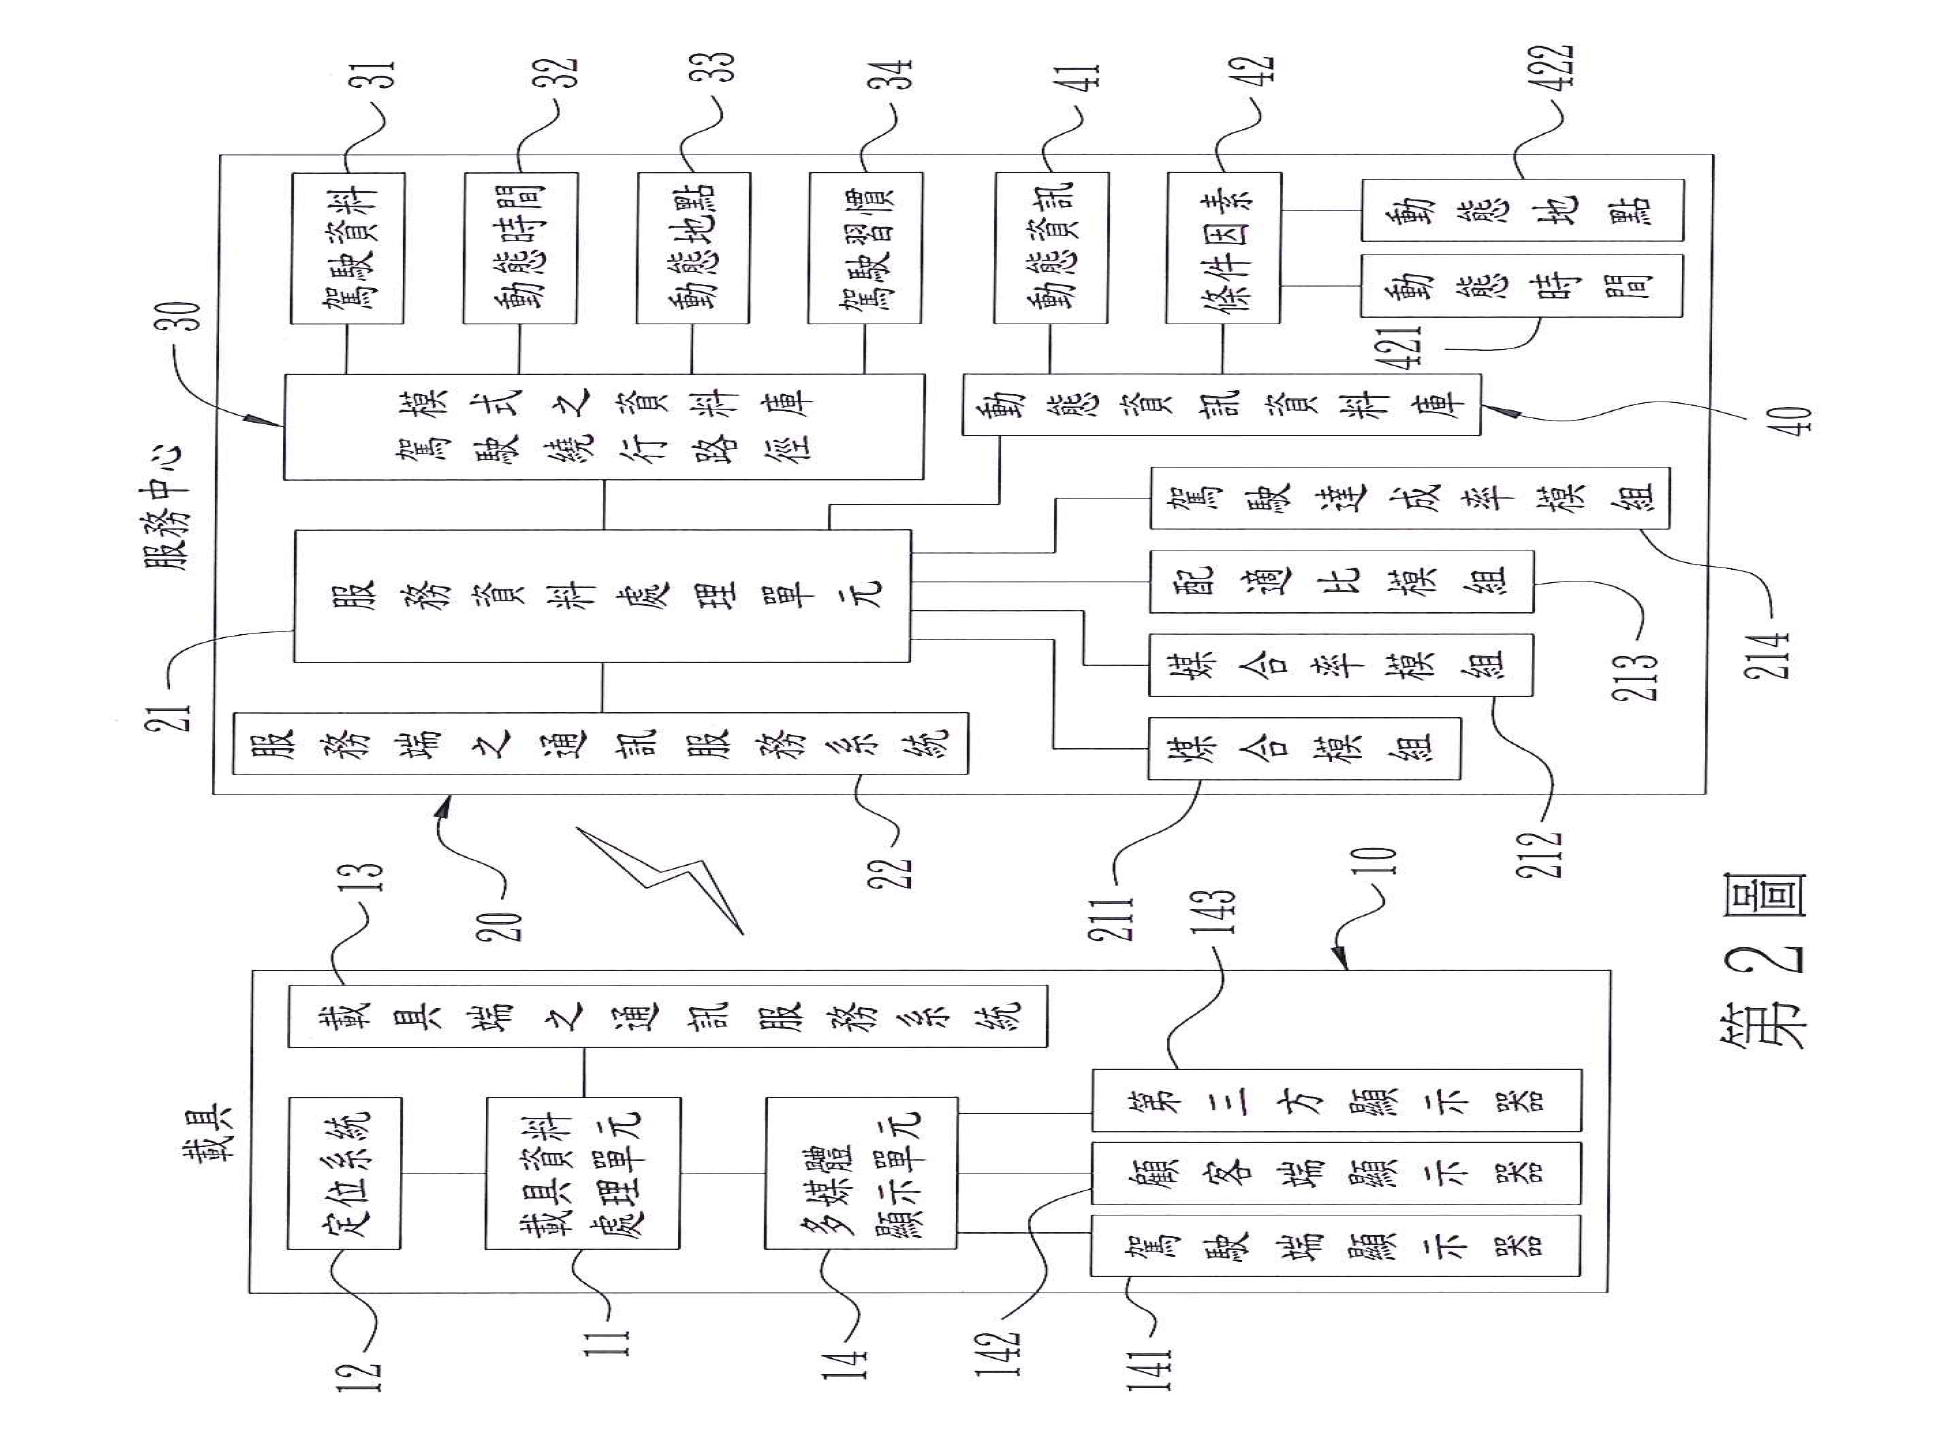 載具
10
定位系統
12
載具資料
處理單元
11
多媒體
顯示單元
14
載具端之通訊服務系統
13
駕駛端顯示器
141
顧客端顯示器
142
第三方顯示器
143
服務中心
20
服務端之通訊服務系統
22
服務資料處理單元
21
媒合模組
211
媒合率模組
212
配適比模組
213
駕駛達成率模組
214
駕駛繞行路徑
模式之資料庫
30
駕駛資料
31
動態時間
32
動態地點
33
駕駛習慣
34
動態資訊資料庫
40
動態資訊
41
條件因素
42
動態時間
421
動態地點
422
第2圖